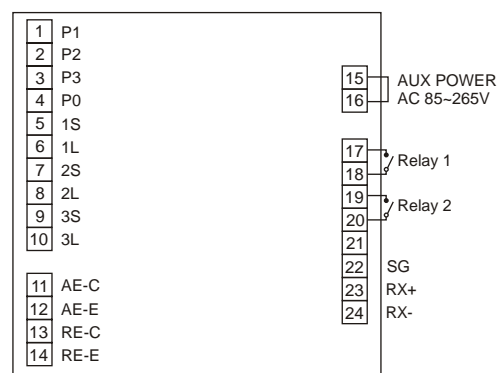 1 P1
2 P2
3 P3
4 P0
5 1S
6 1L
7 2S
8 2L
9 3S
10 3L
11 AE-C
12 AE-E
13 RE-C
14 RE-E
15 AUX POWER
16 AC 85~265V
17
18
Relay 1
19
20
Relay 2
21
22 SG
23 RX+
24 RX-